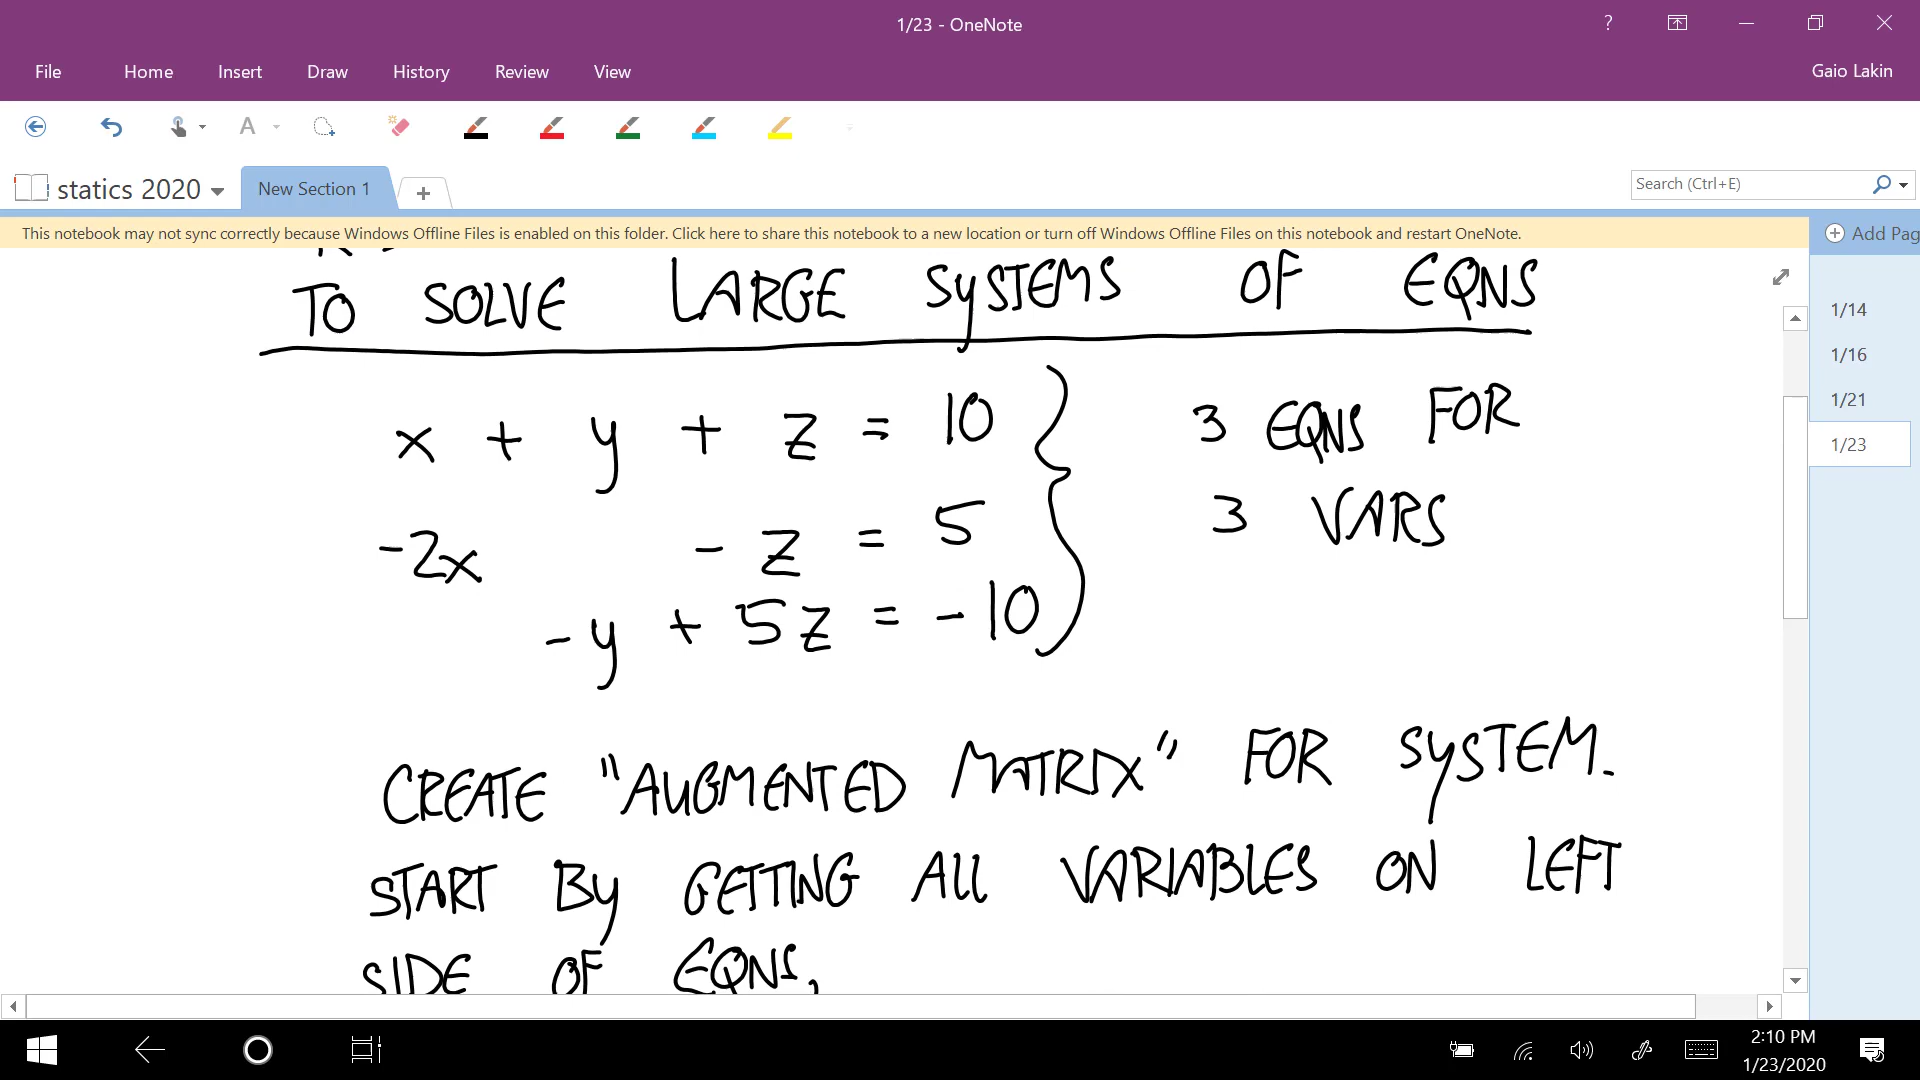 1/23 - OneNote
?
File Home Insert Draw History Review View Gaio Lakin
A
statics 2020 New Section 1 + Search (Ctrl+E)
This notebook may not sync correctly because Windows Offline Files is enabled on this folder. Click here to share this notebook to a new location or turn off Windows Offline Files on this notebook and restart OneNote.
Add Pag
1/14
1/16
1/21
1/23
TO SOLVE LARGE SYSTEMS OF EQNS
x + y + z = 10
-2x - z = 5
-y + 5z = -10
3 EQNS FOR
3 VARS
CREATE "AUGMENTED MATRIX" FOR SYSTEM.
START BY GETTING ALL VARIABLES ON LEFT
SIDE OF EQNS,
2:10 PM
1/23/2020